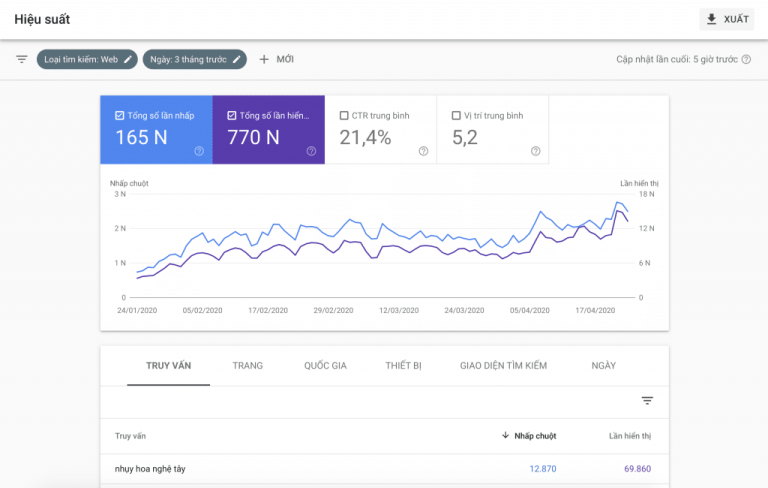 Hiệu suất
XUẤT
Loại tìm kiếm: Web
Ngày: 3 tháng trước
MỚI
Cập nhật lần cuối: 5 giờ trước
Tổng số lần nhấp
165 N
Tổng số lần hiển...
770 N
CTR trung bình
21,4%
Vị trí trung bình
5,2
Nhấp chuột
Lần hiển thị
3 N
18 N
2 N
12 N
1 N
6 N
0
0
24/01/2020
05/02/2020
17/02/2020
29/02/2020
12/03/2020
24/03/2020
05/04/2020
17/04/2020
TRUY VẤN
TRANG
QUỐC GIA
THIẾT BỊ
GIAO DIỆN TÌM KIẾM
NGÀY
Truy vấn
Nhấp chuột
Lần hiển thị
nhụy hoa nghệ tây
12.870
69.860